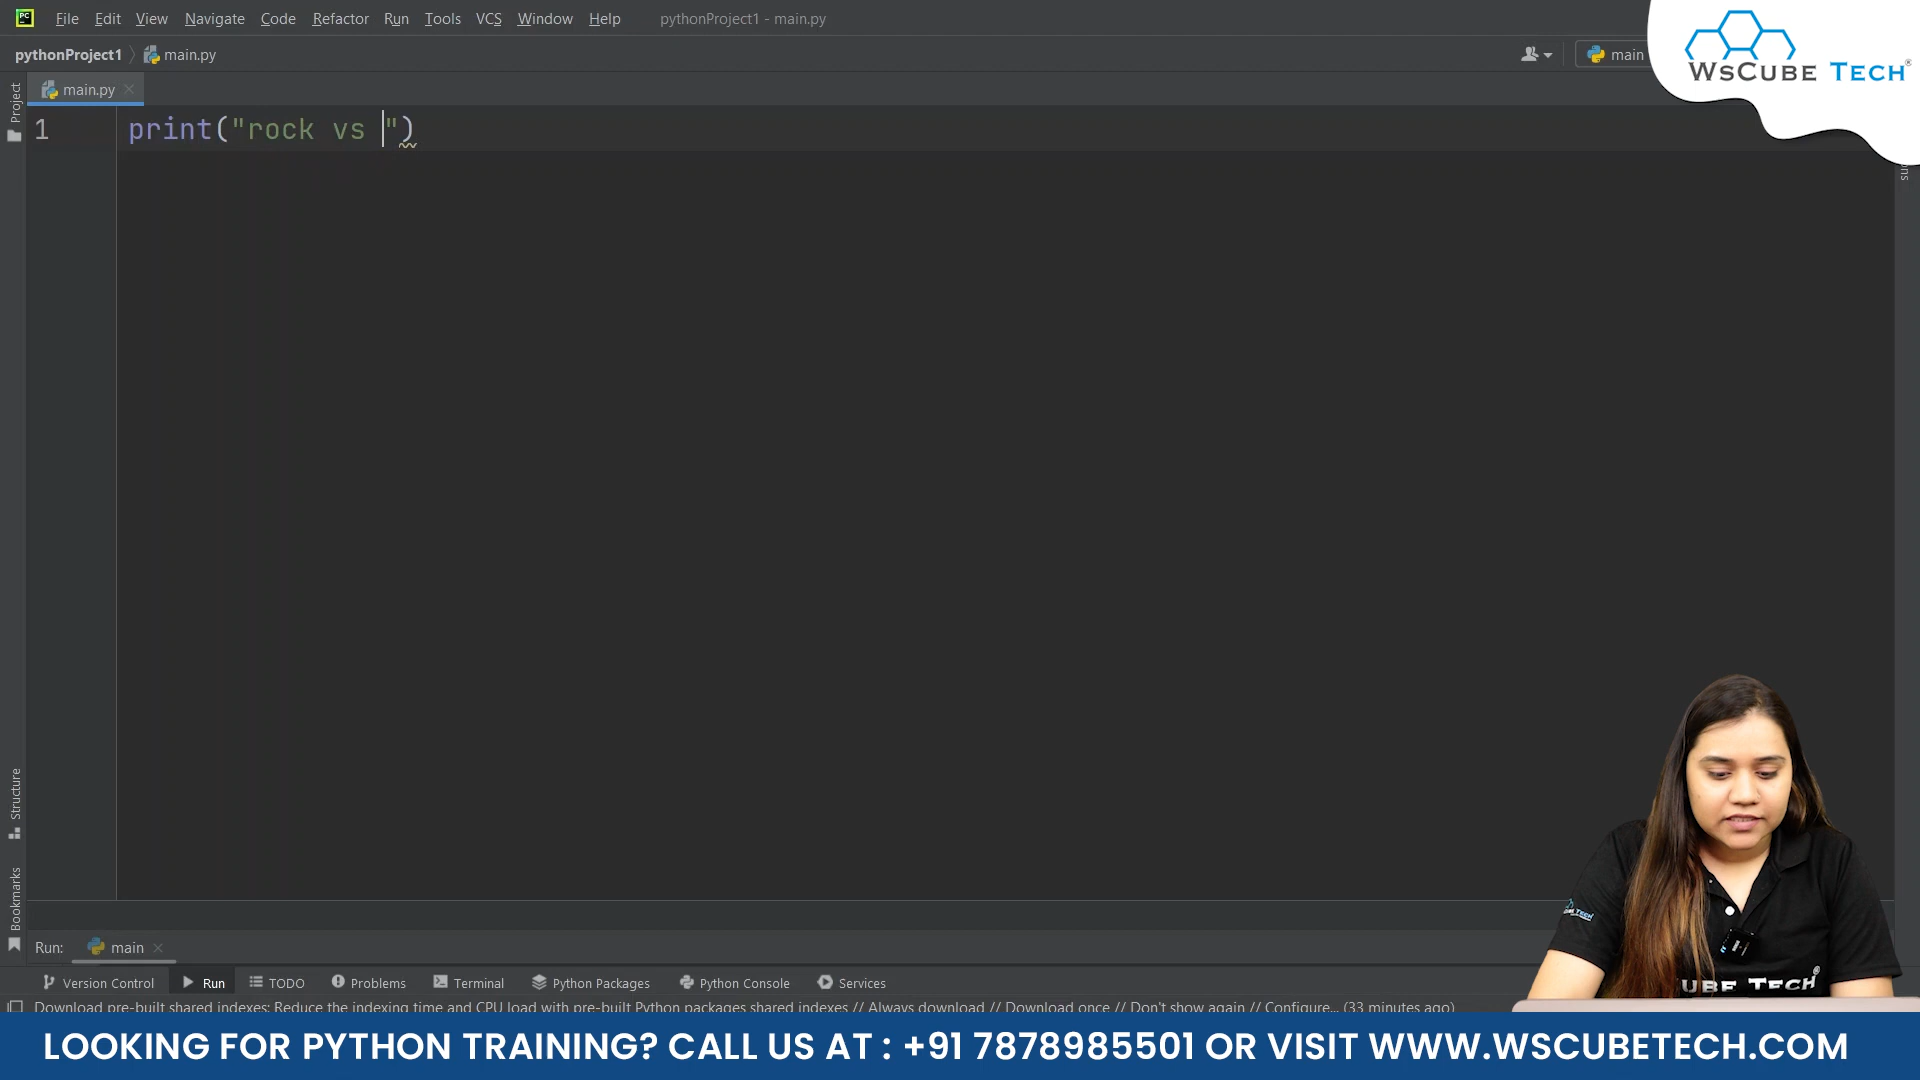 File Edit View Navigate Code Refactor Run Tools VCS Window Help pythonProject1 - main.py
pythonProject1 main.py
main
WsCube Tech®
Project
main.py
1 print("rock vs ")
ns
Structure
Bookmarks
Run: main
Version Control Run TODO Problems Terminal Python Packages Python Console Services
Download pre-built shared indexes: Reduce the indexing time and CPU load with pre-built Python packages shared indexes // Always download // Download once // Don't show again // Configure... (33 minutes ago)
UBE TECH®
LOOKING FOR PYTHON TRAINING? CALL US AT : +91 7878985501 OR VISIT WWW.WSCUBETECH.COM